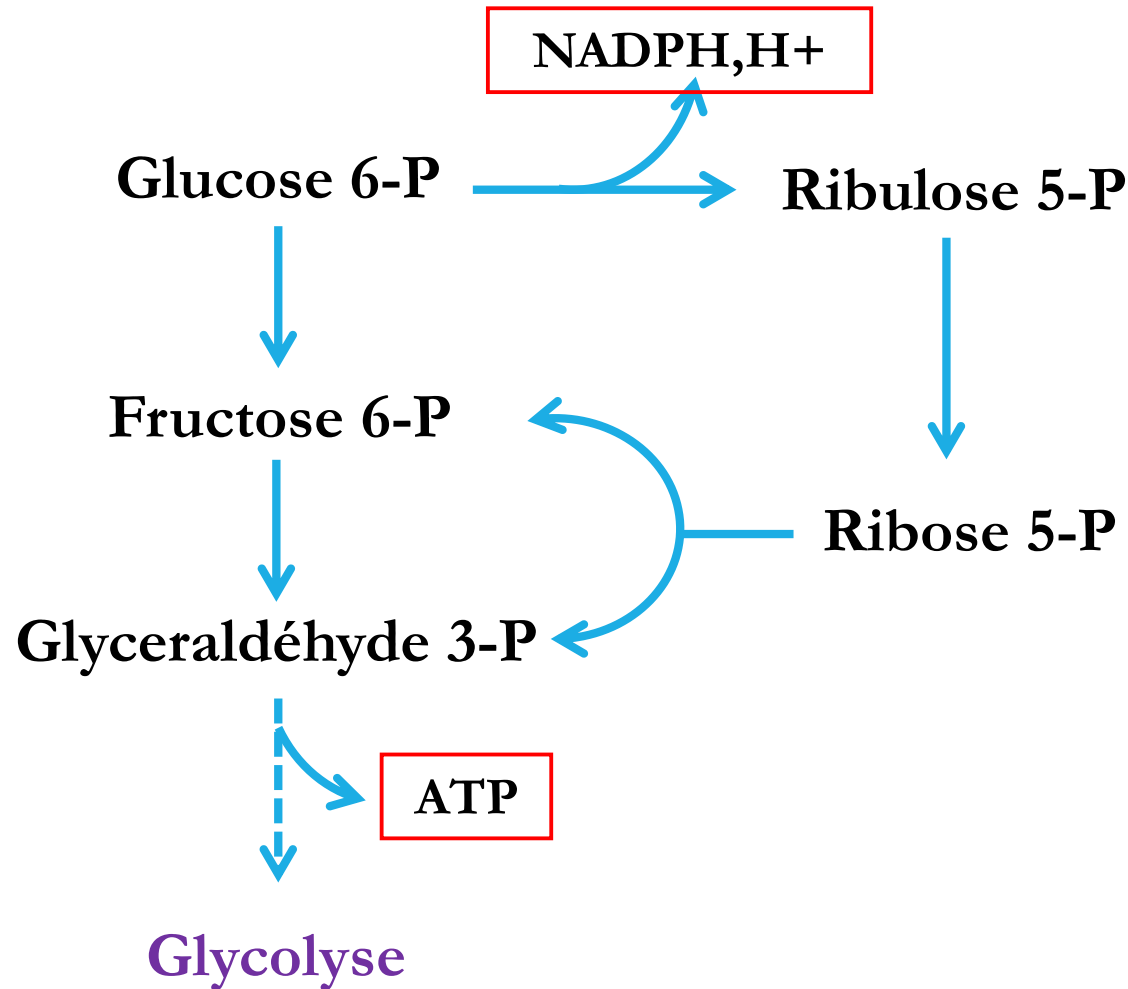 NADPH,H+
Glucose 6-P
Ribulose 5-P
Fructose 6-P
Ribose 5-P
Glyceraldéhyde 3-P
ATP
Glycolyse